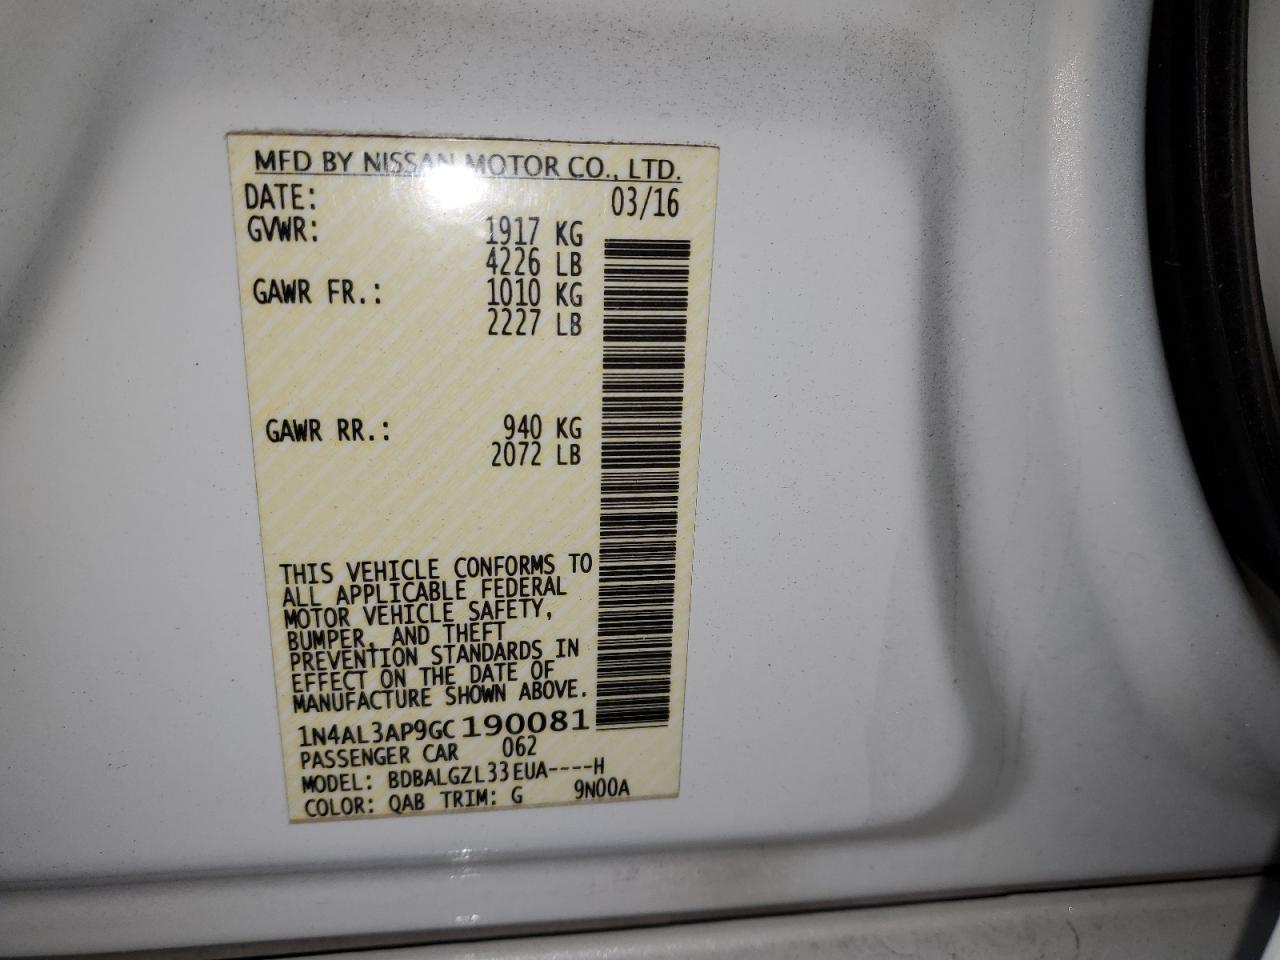 MFD BY NISSAN MOTOR CO., LTD.
DATE: 03/16
GVWR: 1917 KG
4226 LB
GAWR FR.: 1010 KG
2227 LB
GAWR RR.: 940 KG
2072 LB
THIS VEHICLE CONFORMS TO
ALL APPLICABLE FEDERAL
MOTOR VEHICLE SAFETY,
BUMPER, AND THEFT
PREVENTION STANDARDS IN
EFFECT ON THE DATE OF
MANUFACTURE SHOWN ABOVE.
1N4AL3AP9GC190081
PASSENGER CAR 062
MODEL: BDBALGZL33EUA----H
COLOR: QAB TRIM: G 9N00A